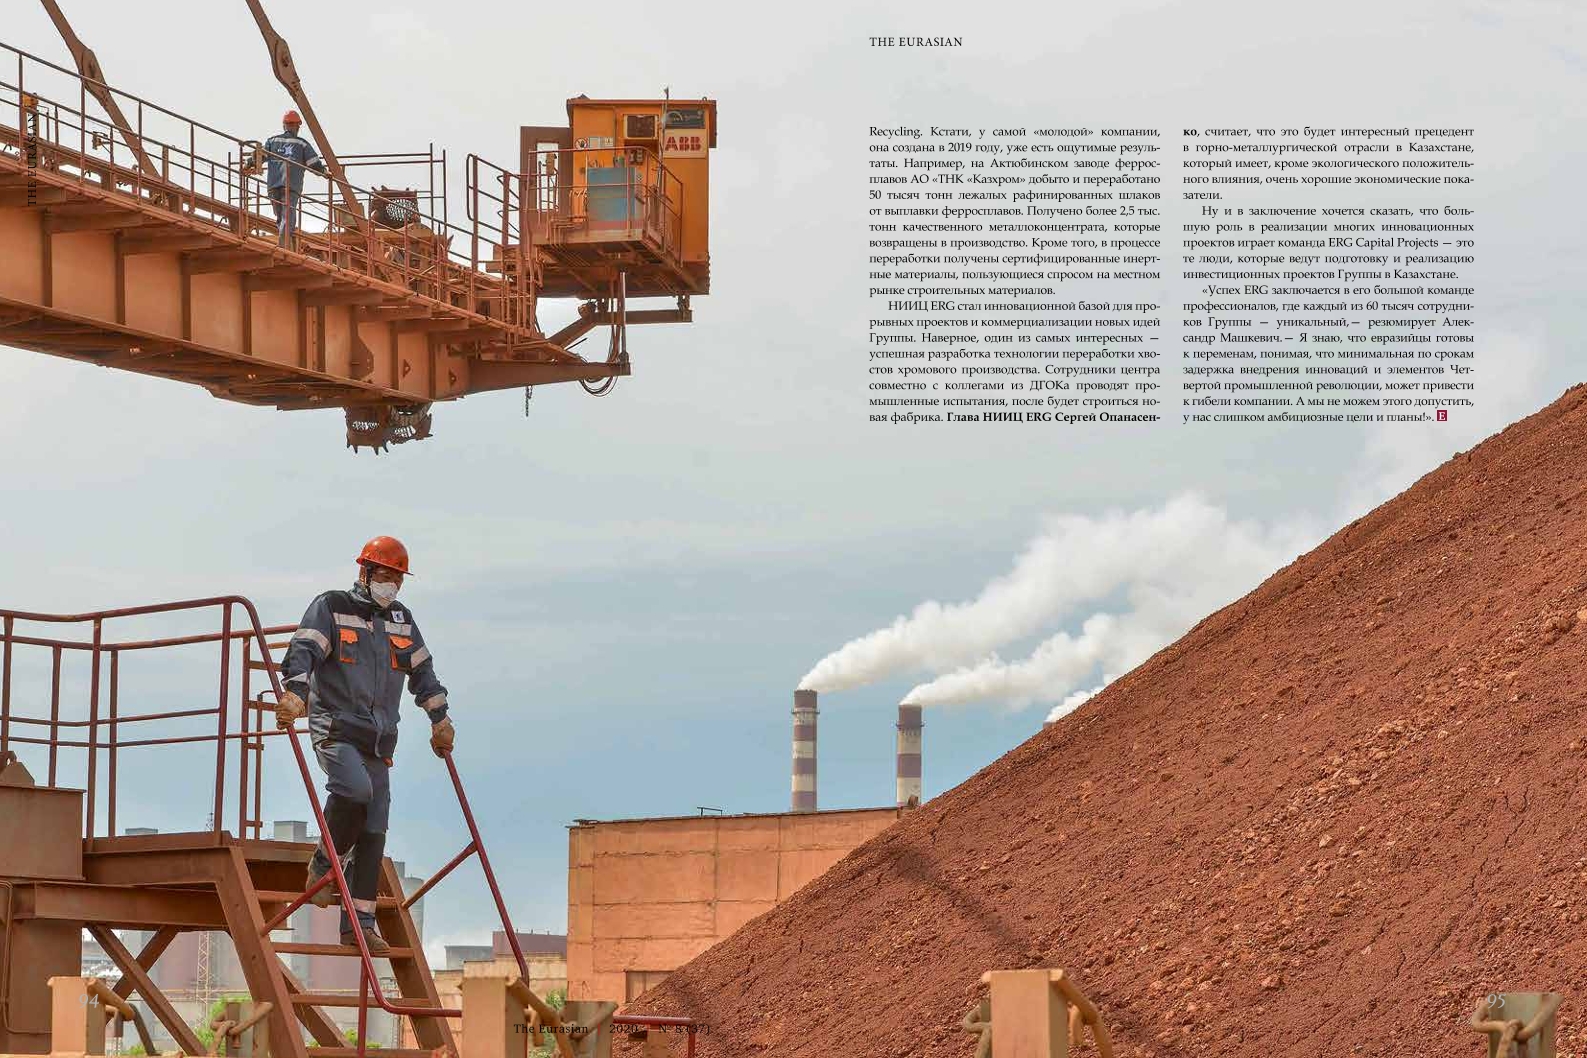 THE EURASIAN
THE EURASIAN
ABB
Recycling. Кстати, у самой «молодой» компании,
она создана в 2019 году, уже есть ощутимые резуль-
таты. Например, на Актюбинском заводе феррос-
плавов АО «ТНК «Казхром» добыто и переработано
50 тысяч тонн лежалых рафинированных шлаков
от выплавки ферросплавов. Получено более 2,5 тыс.
тонн качественного металлоконцентрата, которые
возвращены в производство. Кроме того, в процессе
переработки получены сертифицированные инерт-
ные материалы, пользующиеся спросом на местном
рынке строительных материалов.
НИИЦ ERG стал инновационной базой для про-
рывных проектов и коммерциализации новых идей
Группы. Наверное, один из самых интересных —
успешная разработка технологии переработки хво-
стов хромового производства. Сотрудники центра
совместно с коллегами из ДГОКа проводят про-
мышленные испытания, после будет строиться но-
вая фабрика. Глава НИИЦ ERG Сергей Опанасен-
ко, считает, что это будет интересный прецедент
в горно-металлургической отрасли в Казахстане,
который имеет, кроме экологического положитель-
ного влияния, очень хорошие экономические пока-
затели.
Ну и в заключение хочется сказать, что боль-
шую роль в реализации многих инновационных
проектов играет команда ERG Capital Projects — это
те люди, которые ведут подготовку и реализацию
инвестиционных проектов Группы в Казахстане.
«Успех ERG заключается в его большой команде
профессионалов, где каждый из 60 тысяч сотрудни-
ков Группы — уникальный,— резюмирует Алек-
сандр Машкевич.— Я знаю, что евразийцы готовы
к переменам, понимая, что минимальная по срокам
задержка внедрения инноваций и элементов Чет-
вертой промышленной революции, может привести
к гибели компании. А мы не можем этого допустить,
у нас слишком амбициозные цели и планы!». E
94
The Eurasian 2020 № 8 (37)
95